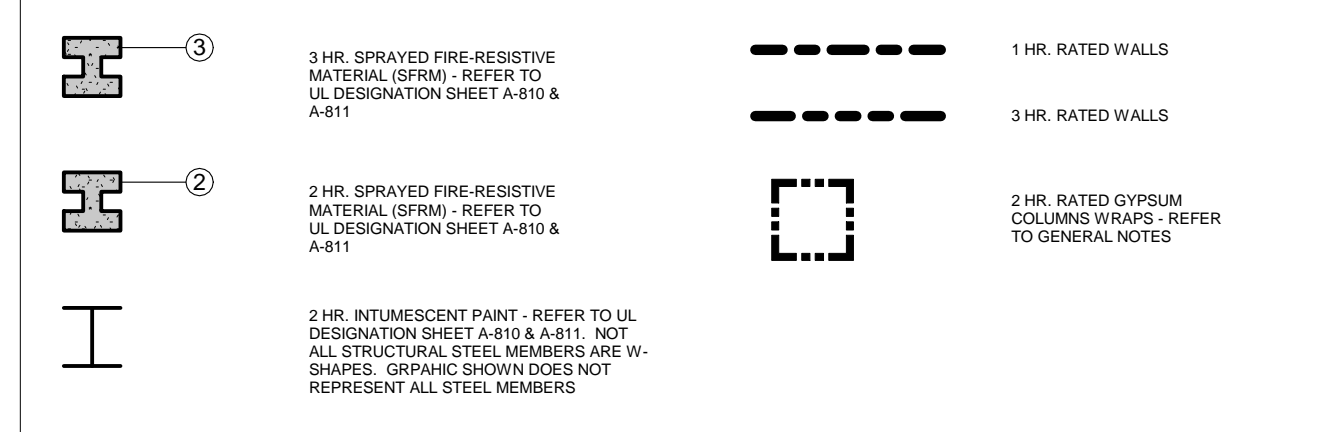 3
3 HR. SPRAYED FIRE-RESISTIVE
MATERIAL (SFRM) - REFER TO
UL DESIGNATION SHEET A-810 &
A-811
2
2 HR. SPRAYED FIRE-RESISTIVE
MATERIAL (SFRM) - REFER TO
UL DESIGNATION SHEET A-810 &
A-811
2 HR. INTUMESCENT PAINT - REFER TO UL
DESIGNATION SHEET A-810 & A-811.  NOT
ALL STRUCTURAL STEEL MEMBERS ARE W-
SHAPES.  GRPAHIC SHOWN DOES NOT
REPRESENT ALL STEEL MEMBERS
1 HR. RATED WALLS
3 HR. RATED WALLS
2 HR. RATED GYPSUM
COLUMNS WRAPS - REFER
TO GENERAL NOTES